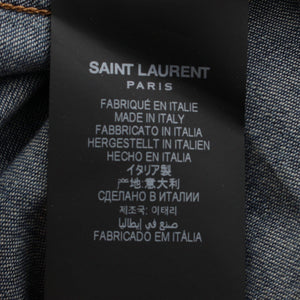 SAINT LAURENT
PARIS
FABRIQUÉ EN ITALIE
MADE IN ITALY
FABBRICATO IN ITALIA
HERGESTELLT IN ITALIEN
HECHO EN ITALIA
イタリア製
产地:意大利
СДЕЛАНО В ИТАЛИИ
제조국: 이태리
صنع في إيطاليا
FABRICADO EM ITÁLIA